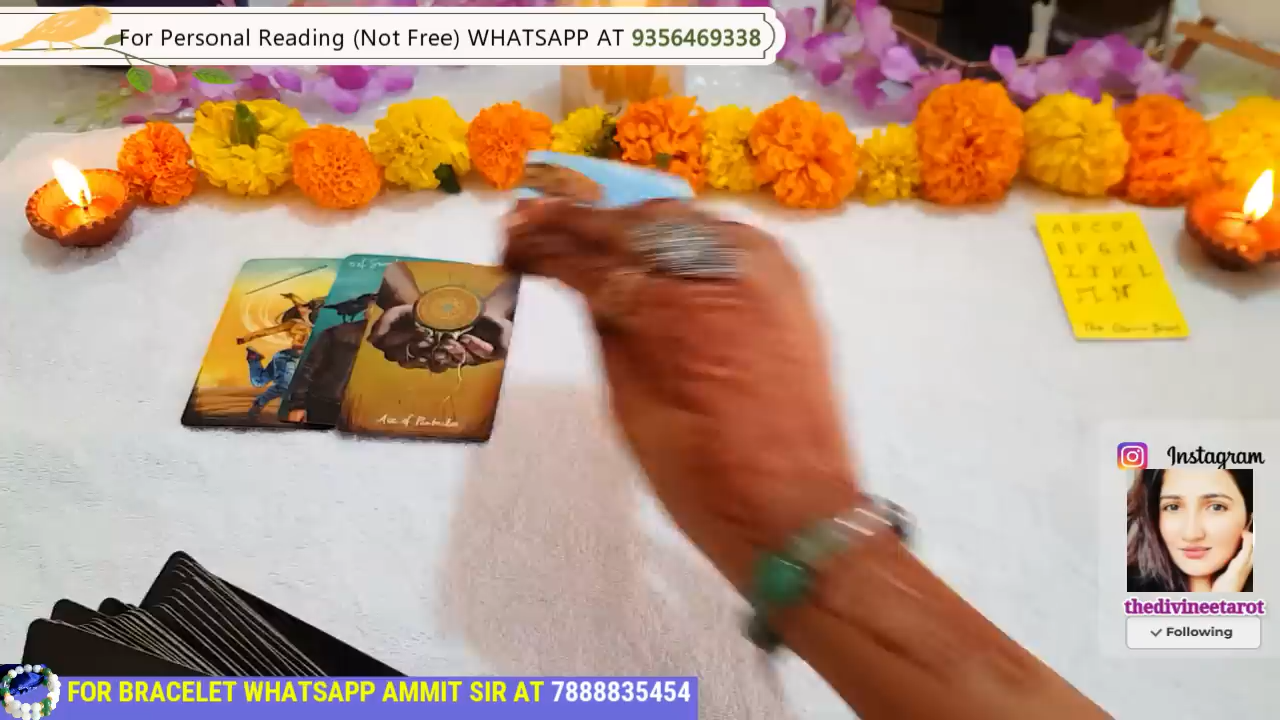 For Personal Reading (Not Free) WHATSAPP AT 9356469338
A B C D
E F G H
I J K L
M N
Ace of Pentacles
Instagram
thedivineetarot
Following
FOR BRACELET WHATSAPP AMMIT SIR AT 7888835454